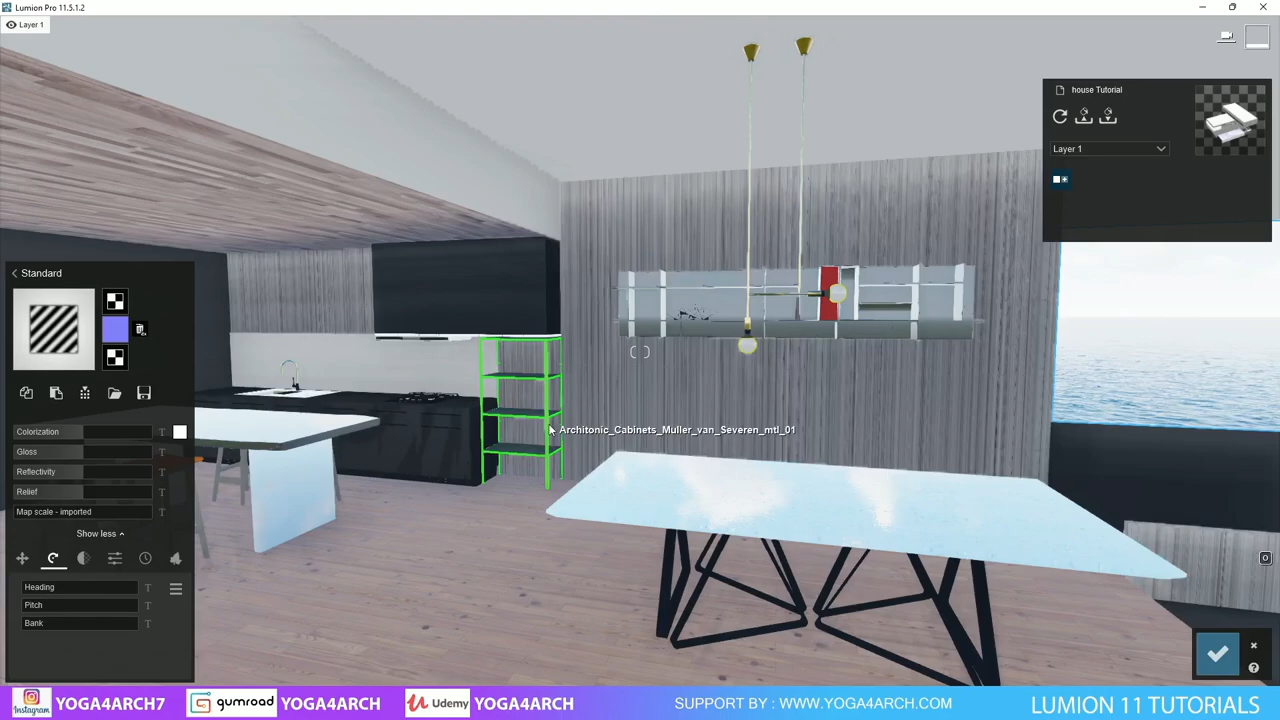 Lumion Pro 11.5.1.2
Layer 1
house Tutorial
Layer 1
Standard
Colorization
T
Gloss
T
Reflectivity
T
Relief
T
Map scale - imported
T
Show less
Heading
T
Pitch
T
Bank
T
Architonic_Cabinets_Muller_van_Severen_mtl_01
Instagram
YOGA4ARCH7
gumroad
YOGA4ARCH
Udemy
YOGA4ARCH
SUPPORT BY : WWW.YOGA4ARCH.COM
LUMION 11 TUTORIALS